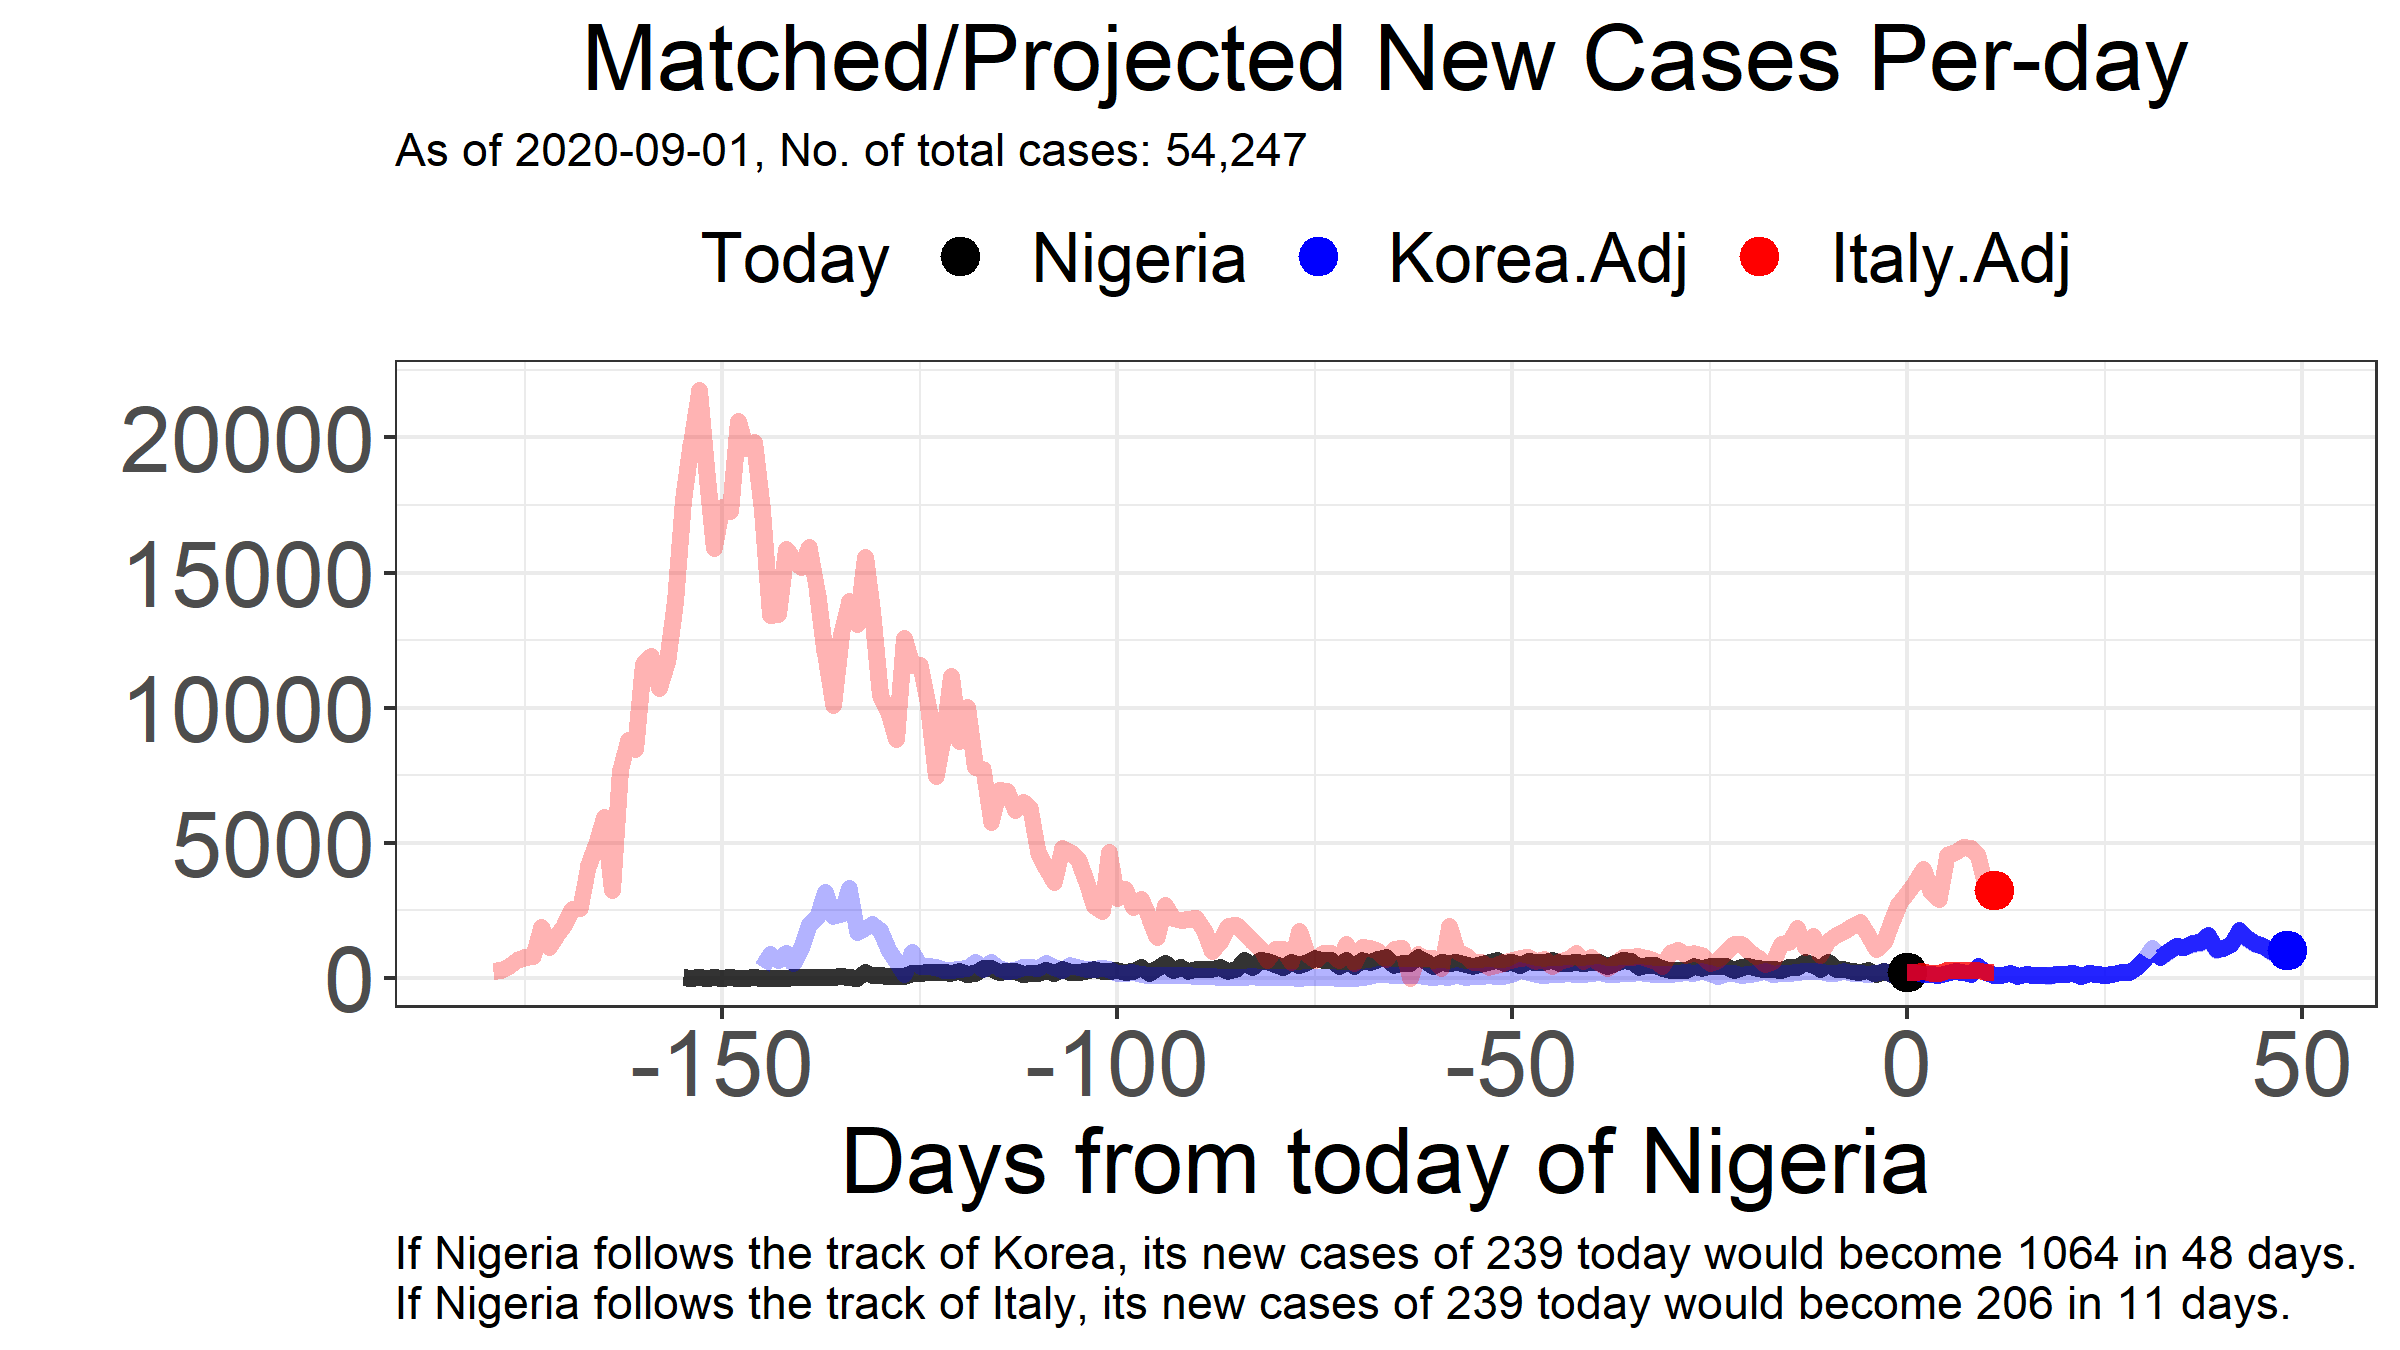 Matched/Projected New Cases Per-day
As of 2020-09-01, No. of total cases: 54,247
Today Nigeria Korea.Adj Italy.Adj
20000
15000
10000
5000
0
-150 -100 -50 0 50
Days from today of Nigeria
If Nigeria follows the track of Korea, its new cases of 239 today would become 1064 in 48 days.
If Nigeria follows the track of Italy, its new cases of 239 today would become 206 in 11 days.